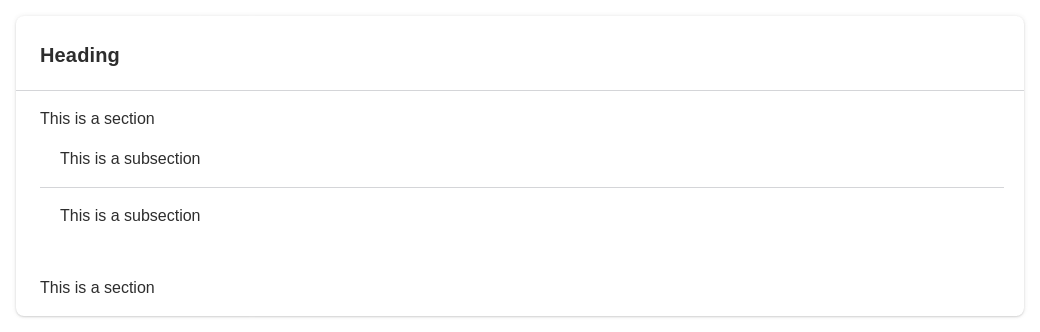 Heading
This is a section
This is a subsection
This is a subsection
This is a section